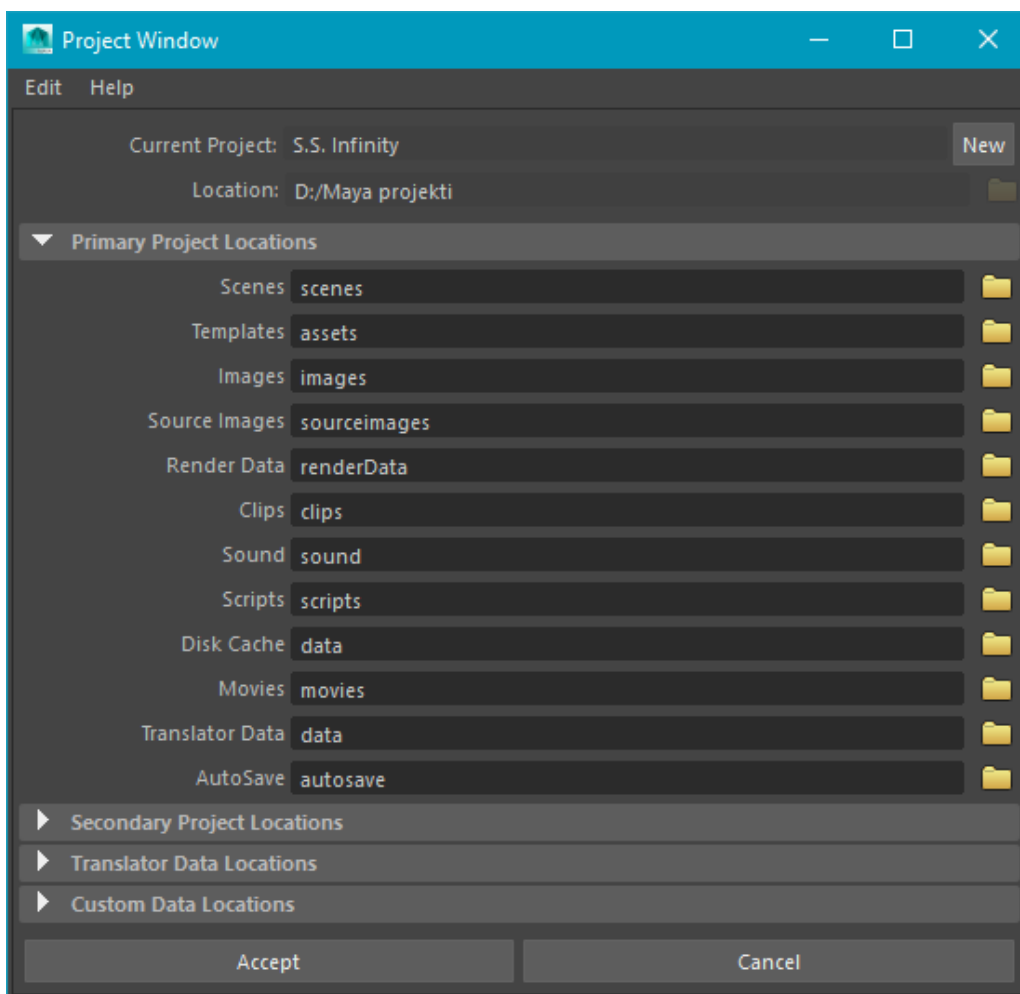 Project Window
Edit Help
Current Project: S.S. Infinity New
Location: D:/Maya projekti
Primary Project Locations
Scenes scenes
Templates assets
Images images
Source Images sourceimages
Render Data renderData
Clips clips
Sound sound
Scripts scripts
Disk Cache data
Movies movies
Translator Data data
AutoSave autosave
Secondary Project Locations
Translator Data Locations
Custom Data Locations
Accept Cancel